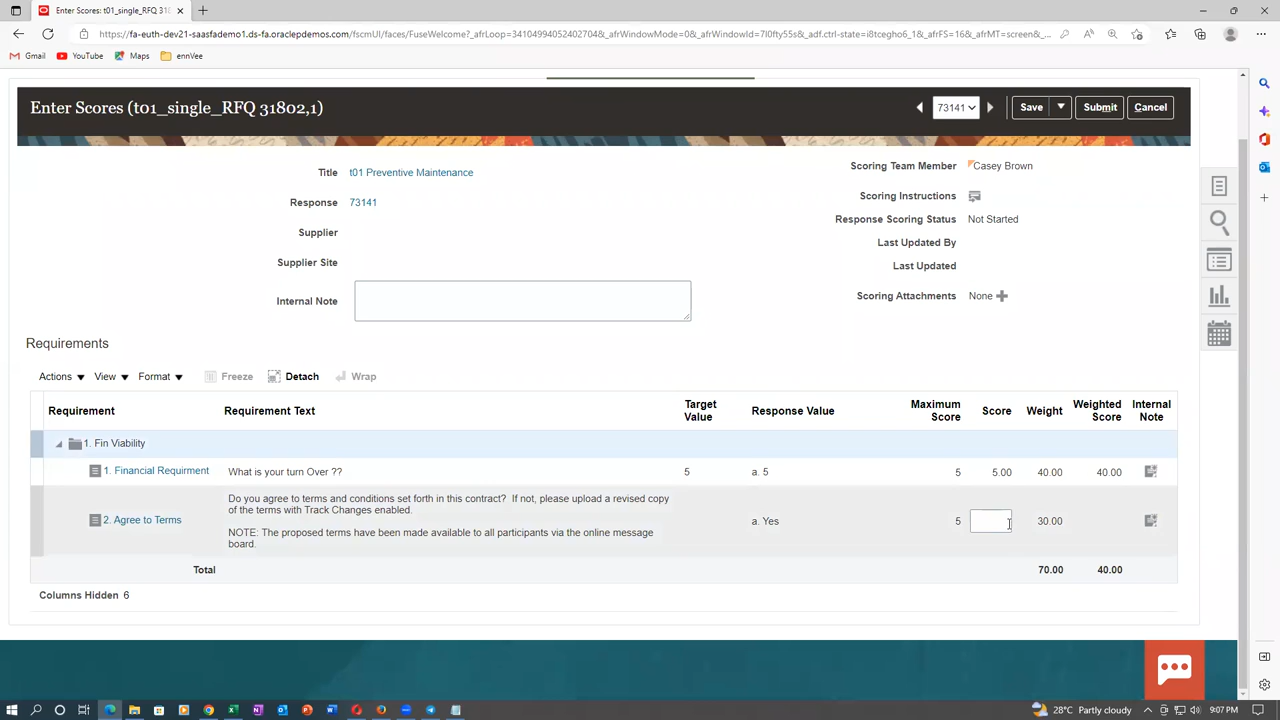 Enter Scores: t01_single_RFQ 318
https://fa-euth-dev21-saasfademo1.ds-fa.oraclepdemos.com/fscmUI/faces/FuseWelcome?_afrLoop=341049940524027048&_afrWindowMode=0&_afrWindowId=7l0fty55s&_adf.ctrl-state=i8tcegho6_1&_afrFS=16&_afrMT=screen&_...
Gmail YouTube Maps ennVee
Enter Scores (t01_single_RFQ 31802,1)
73141 Save Submit Cancel
Title t01 Preventive Maintenance
Response 73141
Supplier
Supplier Site
Internal Note
Scoring Team Member Casey Brown
Scoring Instructions
Response Scoring Status Not Started
Last Updated By
Last Updated
Scoring Attachments None
Requirements
Actions View Format Freeze Detach Wrap
Requirement Requirement Text Target Value Response Value Maximum Score Score Weight Weighted Score Internal Note
1. Fin Viability
1. Financial Requirment What is your turn Over ?? 5 a. 5 5 5.00 40.00 40.00
2. Agree to Terms
Do you agree to terms and conditions set forth in this contract? If not, please upload a revised copy
of the terms with Track Changes enabled.
NOTE: The proposed terms have been made available to all participants via the online message
board.
a. Yes 5 30.00
Total 70.00 40.00
Columns Hidden 6
28°C Partly cloudy 9:07 PM